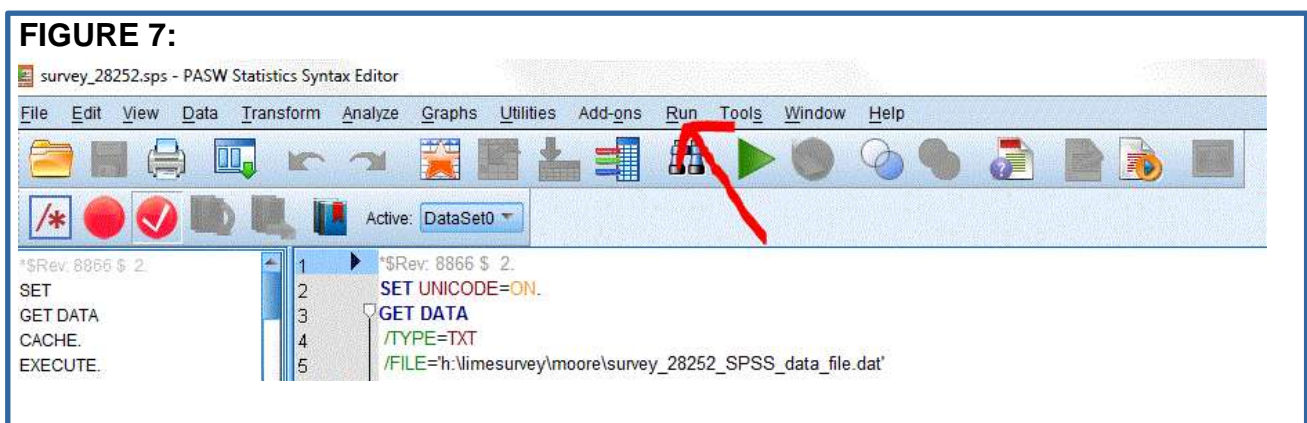 FIGURE 7:
survey_28252.sps - PASW Statistics Syntax Editor
File Edit View Data Transform Analyze Graphs Utilities Add-ons Run Tools Window Help
/*
Active: DataSet0
*$Rev: 8866 $ 2.
SET
GET DATA
CACHE.
EXECUTE.
1 *$Rev: 8866 $ 2.
2 SET UNICODE=ON.
3 GET DATA
4 /TYPE=TXT
5 /FILE='h:\limesurvey\moore\survey_28252_SPSS_data_file.dat'